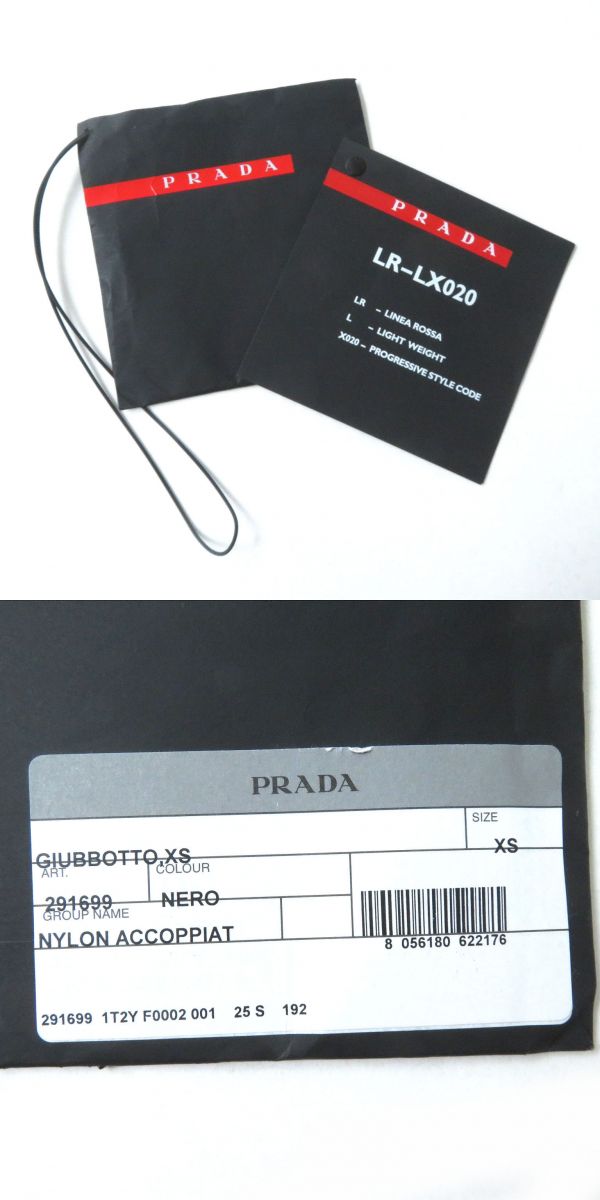 PRADA
PRADA
LR–LX020
LR – LINEA ROSSA
L – LIGHT WEIGHT
X020 – PROGRESSIVE STYLE CODE
PRADA
SIZE
GIUBBOTTO,XS
XS
ART.
COLOUR
291699
NERO
GROUP NAME
NYLON ACCOPPIAT
8 056180 622176
291699 1T2Y F0002 001 25 S 192